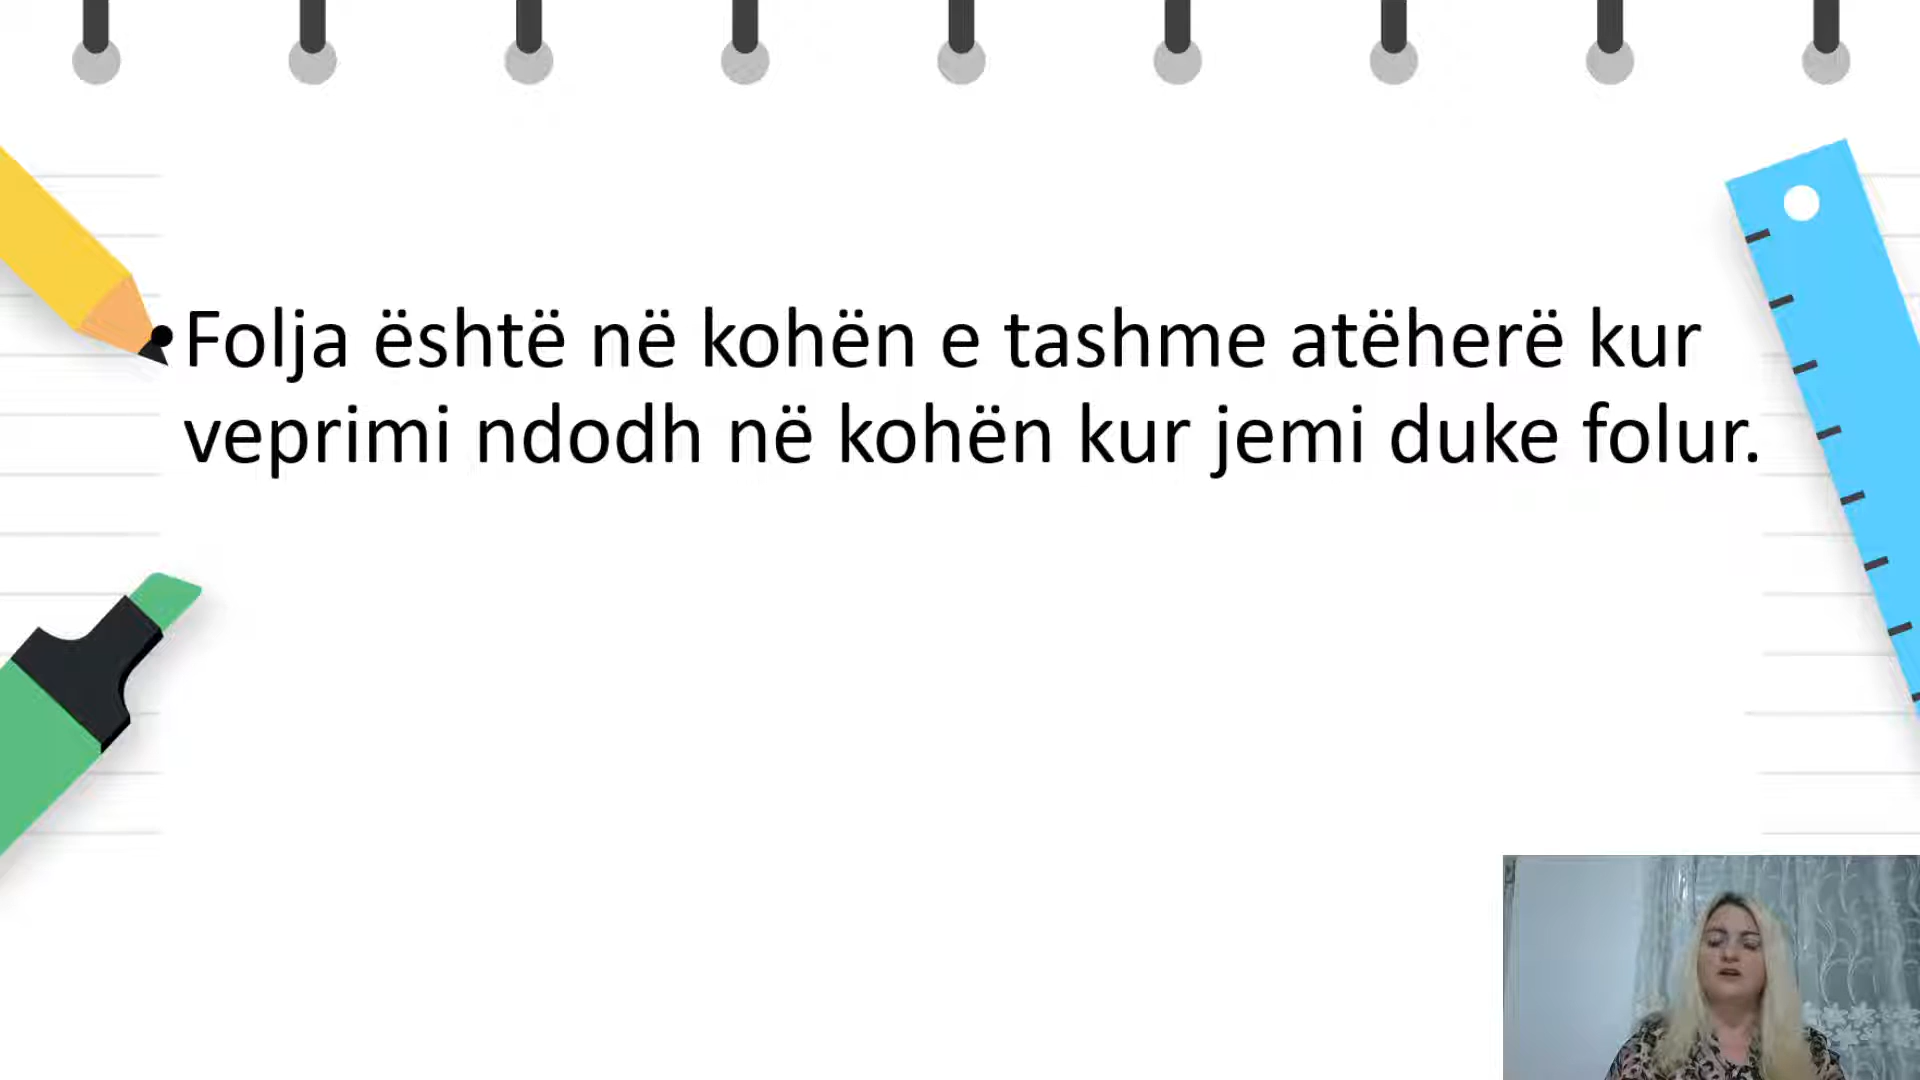 •Folja është në kohën e tashme atëherë kur
veprimi ndodh në kohën kur jemi duke folur.